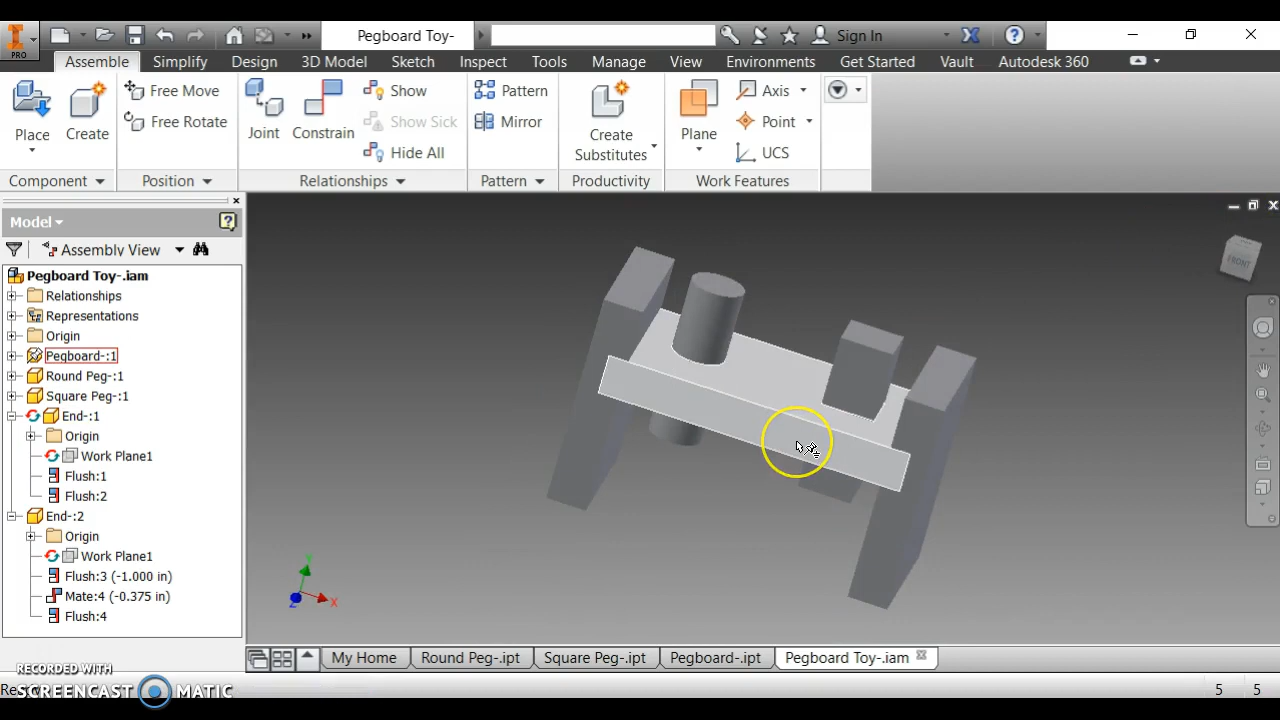 PRO
Pegboard Toy-
Sign In
Assemble Simplify Design 3D Model Sketch Inspect Tools Manage View Environments Get Started Vault Autodesk 360
Place
Create
Free Move
Free Rotate
Joint
Constrain
Show
Show Sick
Hide All
Pattern
Mirror
Create
Substitutes
Plane
Axis
Point
UCS
Component Position Relationships Pattern Productivity Work Features
Model
Assembly View
Pegboard Toy-.iam
Relationships
Representations
Origin
Pegboard-:1
Round Peg-:1
Square Peg-:1
End-:1
Origin
Work Plane1
Flush:1
Flush:2
End-:2
Origin
Work Plane1
Flush:3 (-1.000 in)
Mate:4 (-0.375 in)
Flush:4
FRONT
Y
X
Z
My Home Round Peg-.ipt Square Peg-.ipt Pegboard-.ipt Pegboard Toy-.iam
RECORDED WITH
SCREENCAST MATIC
5 5